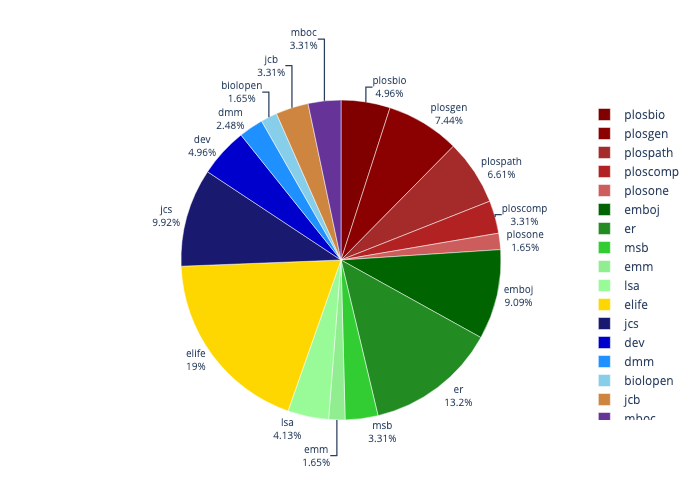 mboc
3.31%
jcb
3.31%
biolopen
1.65%
dmm
2.48%
dev
4.96%
jcs
9.92%
elife
19%
lsa
4.13%
emm
1.65%
msb
3.31%
er
13.2%
emboj
9.09%
plosone
1.65%
ploscomp
3.31%
plospath
6.61%
plosgen
7.44%
plosbio
4.96%
plosbio
plosgen
plospath
ploscomp
plosone
emboj
er
msb
emm
lsa
elife
jcs
dev
dmm
biolopen
jcb
mboc